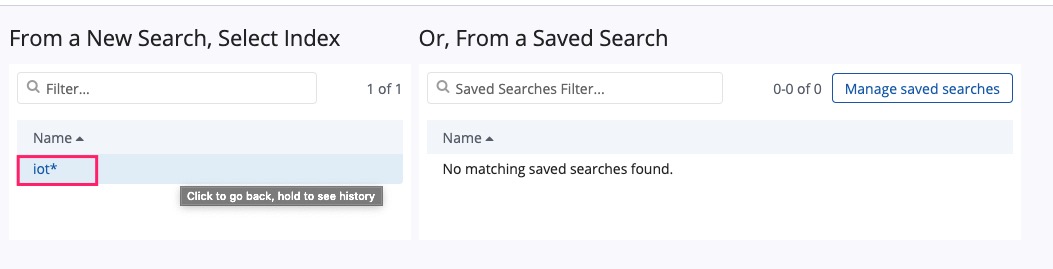 From a New Search, Select Index
Filter...
1 of 1
Name
iot*
Click to go back, hold to see history
Or, From a Saved Search
Saved Searches Filter...
0-0 of 0
Manage saved searches
Name
No matching saved searches found.